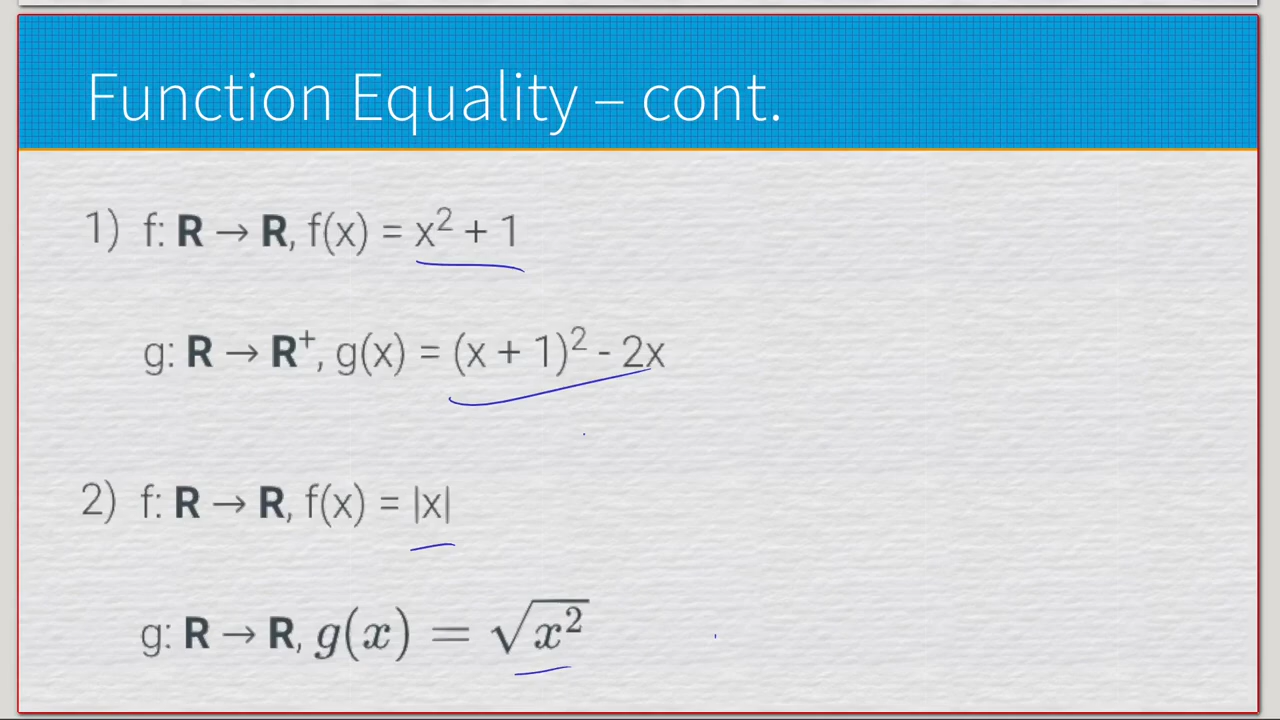 Function Equality – cont.
1) f: R → R, f(x) = x² + 1
g: R → R⁺, g(x) = (x + 1)² - 2x
2) f: R → R, f(x) = |x|
g: R → R, g(x) = √x²